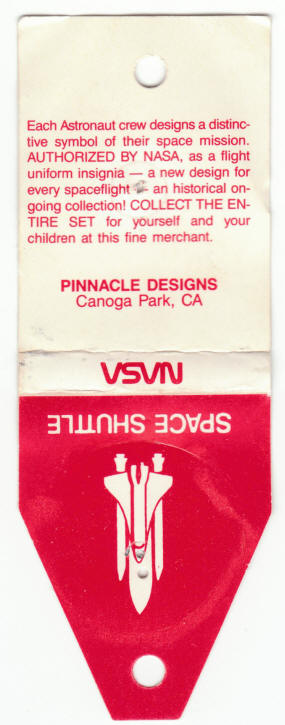 Each Astronaut crew designs a distinc-
tive symbol of their space mission.
AUTHORIZED BY NASA, as a flight
uniform insignia — a new design for
every spaceflight — an historical on-
going collection! COLLECT THE EN-
TIRE SET for yourself and your
children at this fine merchant.
PINNACLE DESIGNS
Canoga Park, CA
NASA
SPACE SHUTTLE